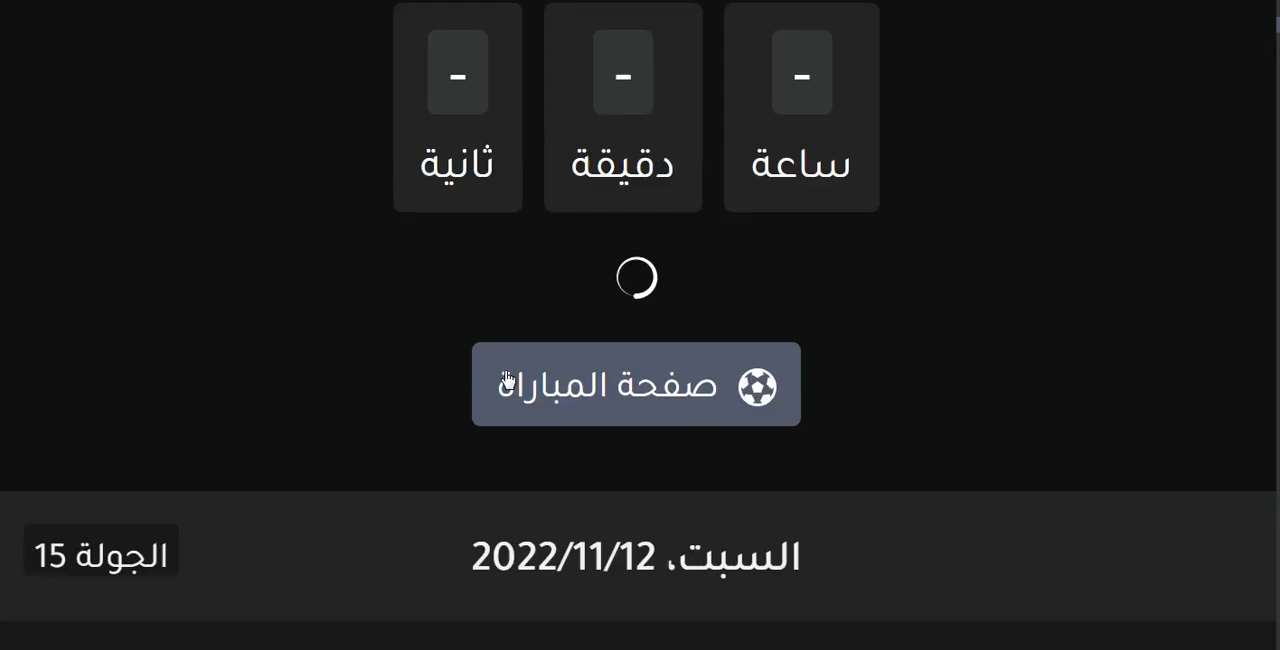 - - -
ساعة دقيقة ثانية
صفحة المباراة
السبت، 2022/11/12
الجولة 15